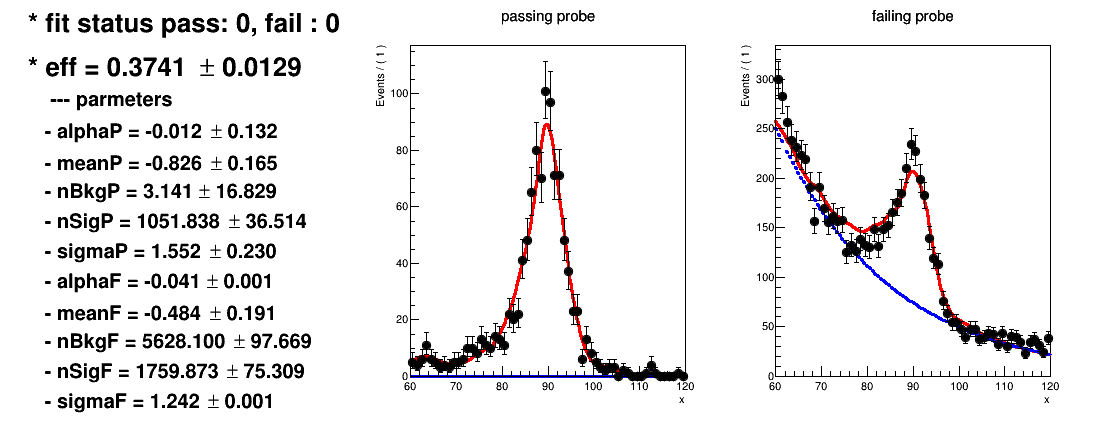 * fit status pass: 0, fail : 0
* eff = 0.3741 ± 0.0129
--- parmeters
- alphaP = -0.012 ± 0.132
- meanP = -0.826 ± 0.165
- nBkgP = 3.141 ± 16.829
- nSigP = 1051.838 ± 36.514
- sigmaP = 1.552 ± 0.230
- alphaF = -0.041 ± 0.001
- meanF = -0.484 ± 0.191
- nBkgF = 5628.100 ± 97.669
- nSigF = 1759.873 ± 75.309
- sigmaF = 1.242 ± 0.001
passing probe
Events / ( 1 )
100
80
60
40
20
0
60 70 80 90 100 110 120
x
failing probe
Events / ( 1 )
300
250
200
150
100
50
0
60 70 80 90 100 110 120
x